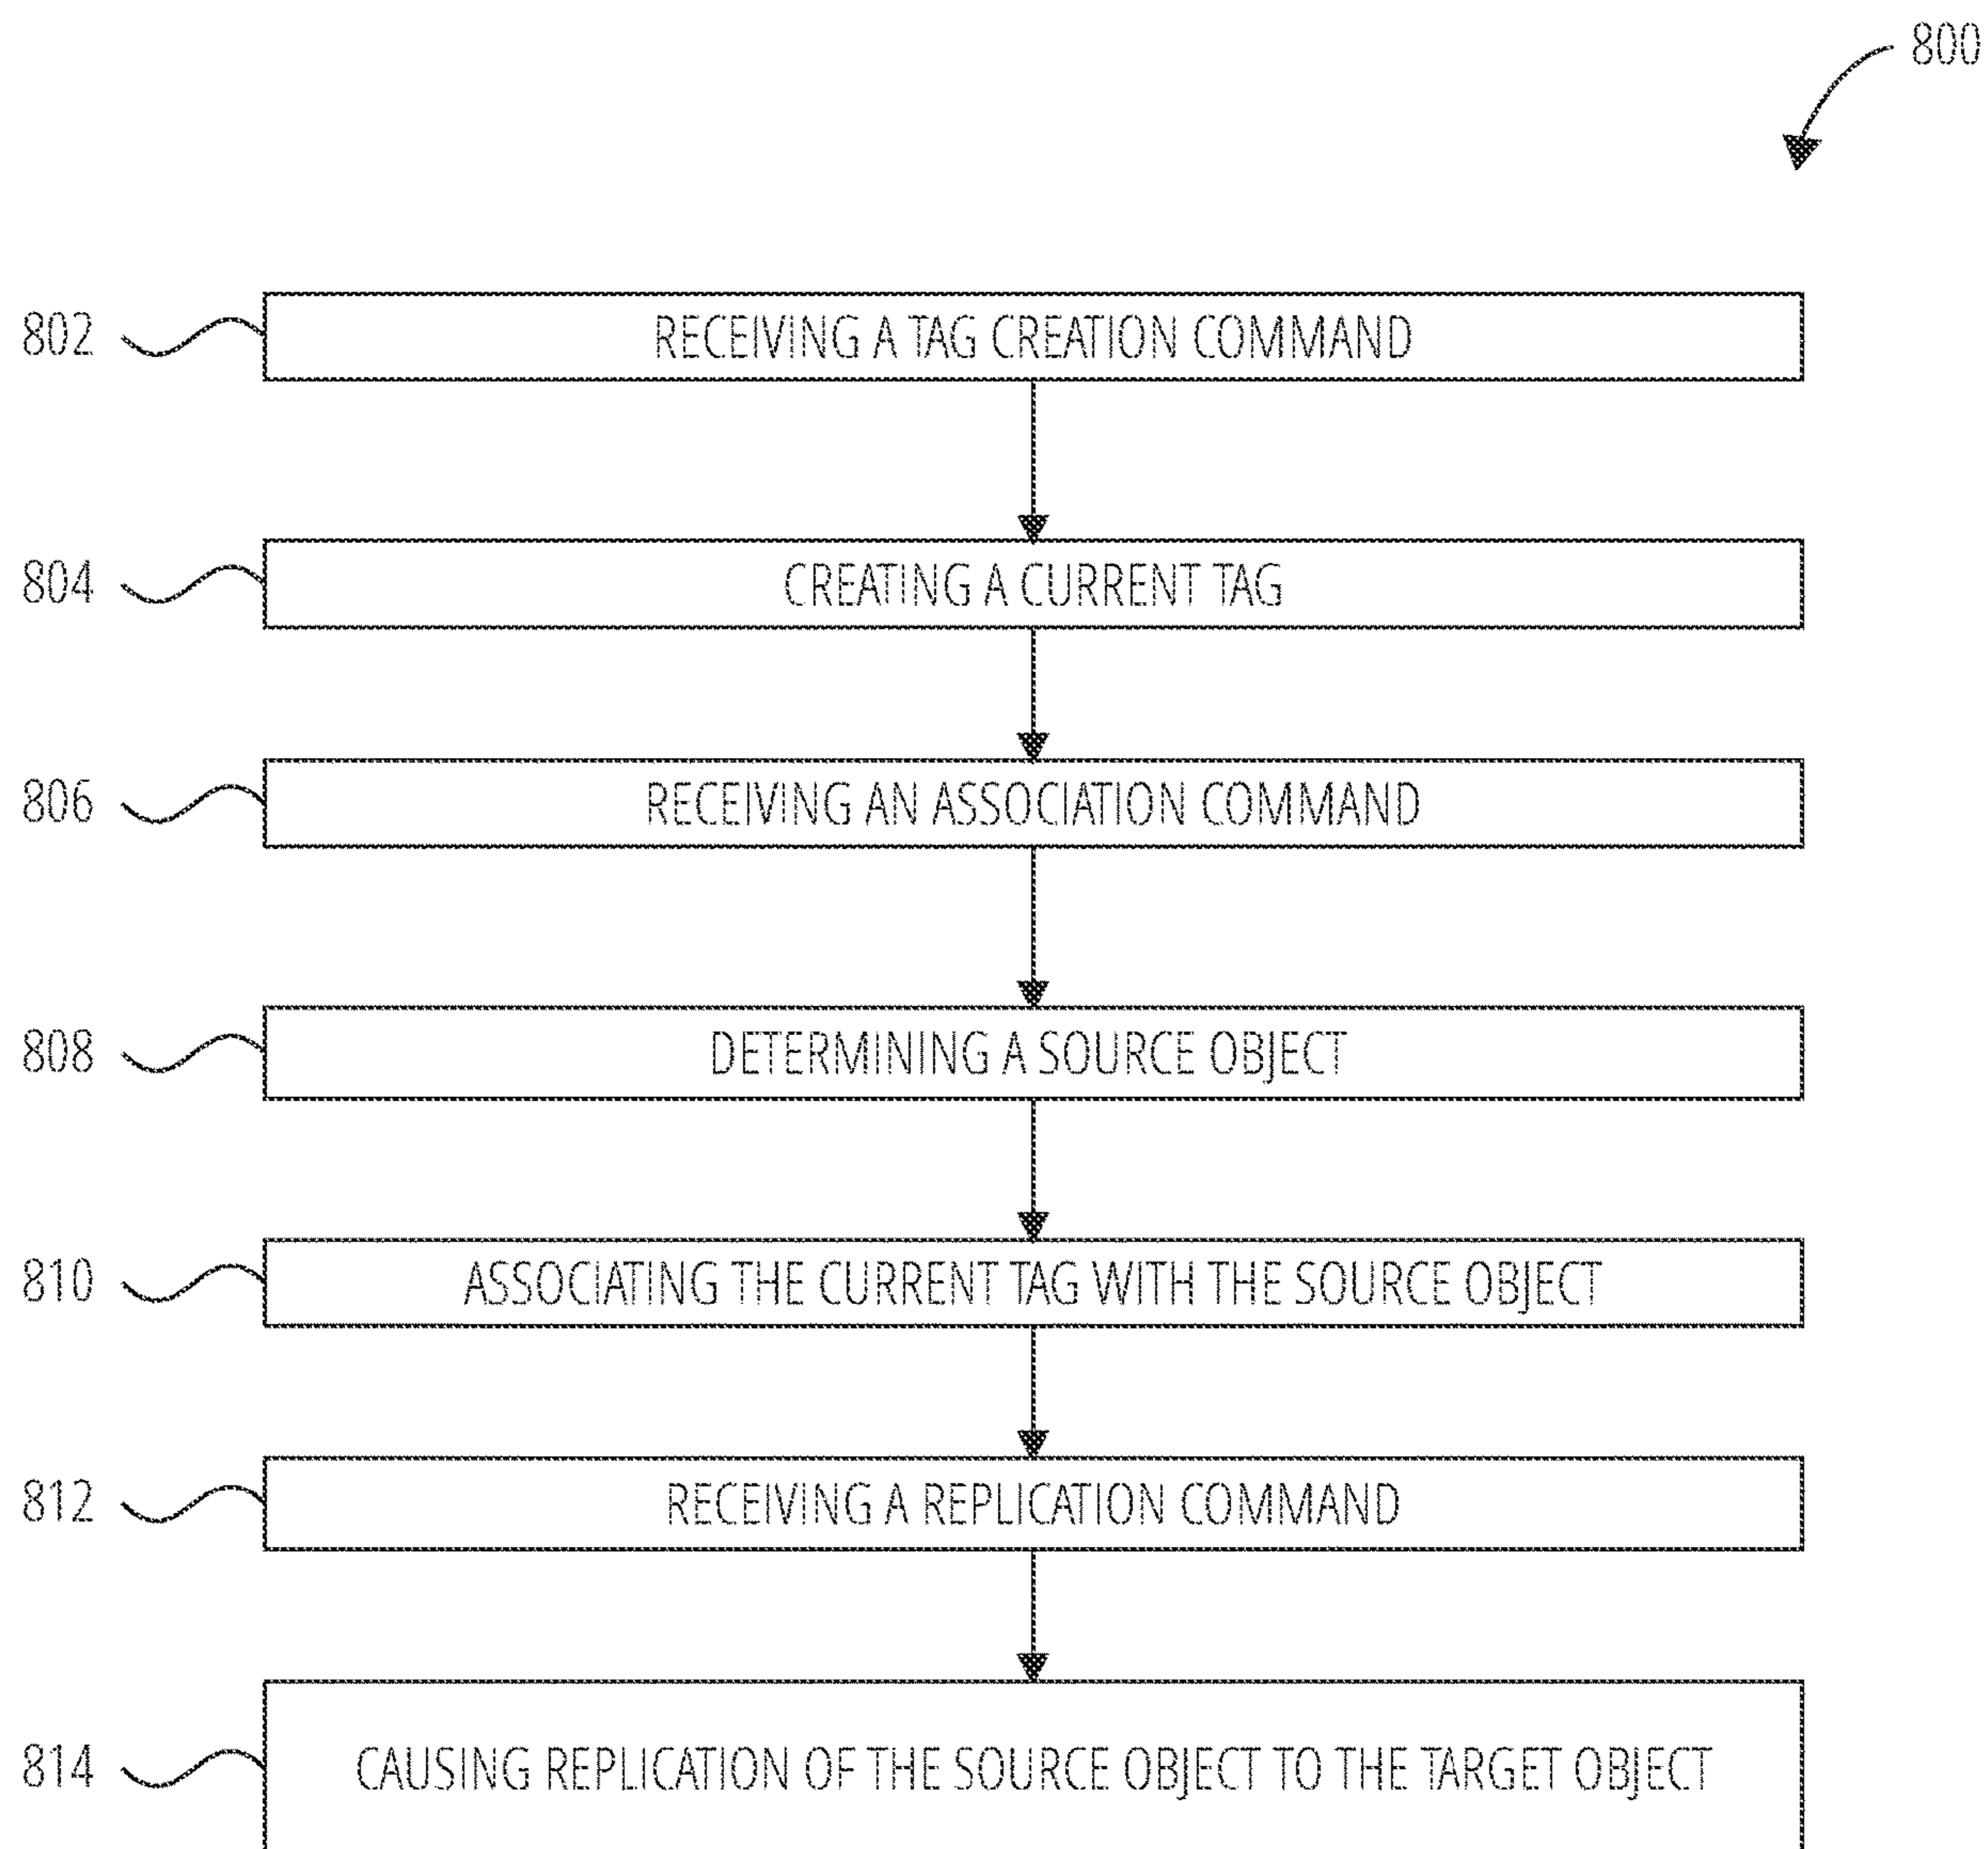 800
802 RECEIVING A TAG CREATION COMMAND
804 CREATING A CURRENT TAG
806 RECEIVING AN ASSOCIATION COMMAND
808 DETERMINING A SOURCE OBJECT
810 ASSOCIATING THE CURRENT TAG WITH THE SOURCE OBJECT
812 RECEIVING A REPLICATION COMMAND
814 CAUSING REPLICATION OF THE SOURCE OBJECT TO THE TARGET OBJECT